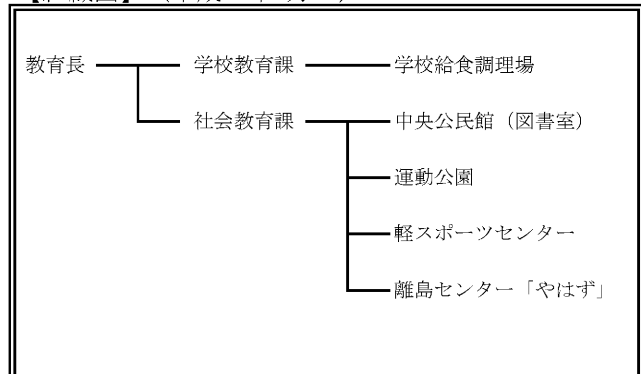 教育長 学校教育課 学校給食調理場
社会教育課 中央公民館（図書室）
運動公園
軽スポーツセンター
離島センター「やはず」